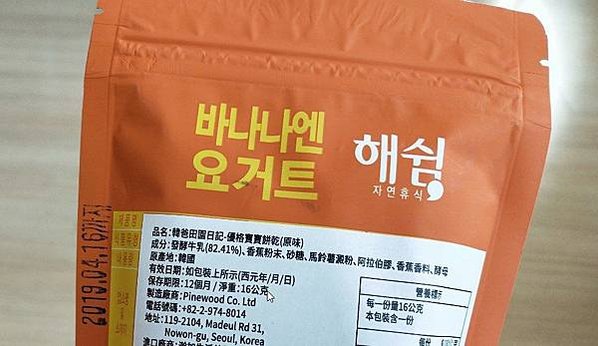 바나나엔
요거트
해쉼
자연휴식
2019.04.16까지
品名:韓爸田園日記-優格寶寶餅乾(原味)
成分:發酵牛乳(82.41%)、香蕉粉末、砂糖、馬鈴薯澱粉、阿拉伯膠、香蕉香料、酵母
原產地:韓國
有效日期:如包裝上所示(西元年/月/日)
保存期限:12個月 / 淨重:16公克
製造廠商:Pinewood Co. Ltd
電話號碼:+82-2-974-8014
地址:119-2104, Madeul Rd 31,
Nowon-gu, Seoul, Korea
進口廠商:
營養標示
每一份量16公克
本包裝含一份
每份